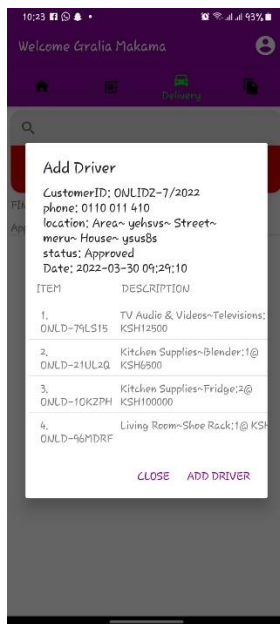 10:23
93%
Welcome Gralia Makama
Delivery
Add Driver
CustomerID: ONLIDZ-7/2022
phone: 0110 011 410
location: Area~ yehsvs~ Street~
meru~ House~ ysus8s
status: Approved
Date: 2022-03-30 09:29:10
ITEM DESCRIPTION
1, TV Audio & Videos~Televisions:
ONLD-79LS15 KSH12500
2, Kitchen Supplies~Blender:1@
ONLD-21UL2Q KSH6500
3, Kitchen Supplies~Fridge:2@
ONLD-10KZPH KSH100000
4, Living Room~Shoe Rack:1@ KSH
ONLD-96MDRF
CLOSE ADD DRIVER